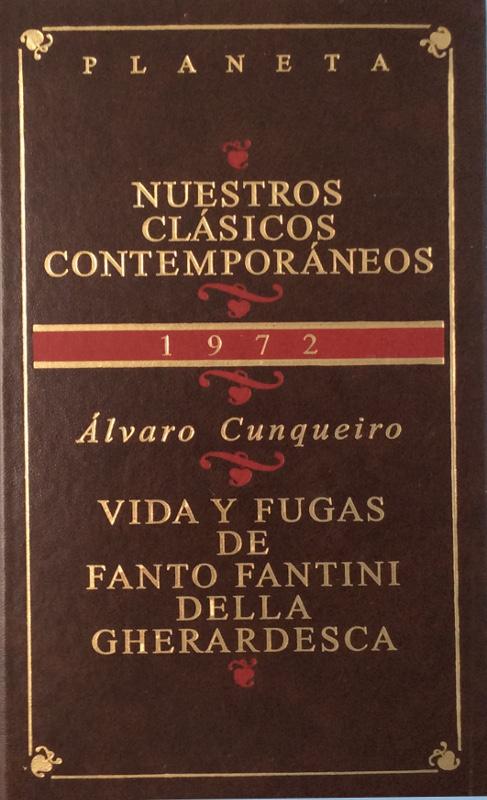 PLANETA
NUESTROS
CLÁSICOS
CONTEMPORÁNEOS
1972
Álvaro Cunqueiro
VIDA Y FUGAS
DE
FANTO FANTINI
DELLA
GHERARDESCA